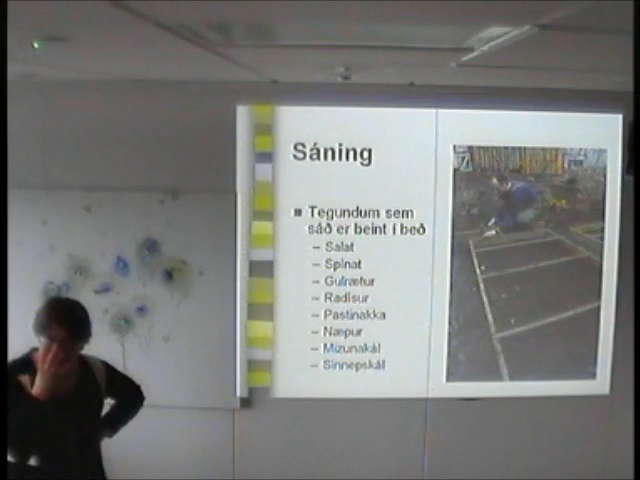 Sáning
Tegundum sem
sáð er beint í beð
– Salat
– Spínat
– Gulrætur
– Radísur
– Pastinakka
– Næpur
– Mizunakál
– Sinnepskál